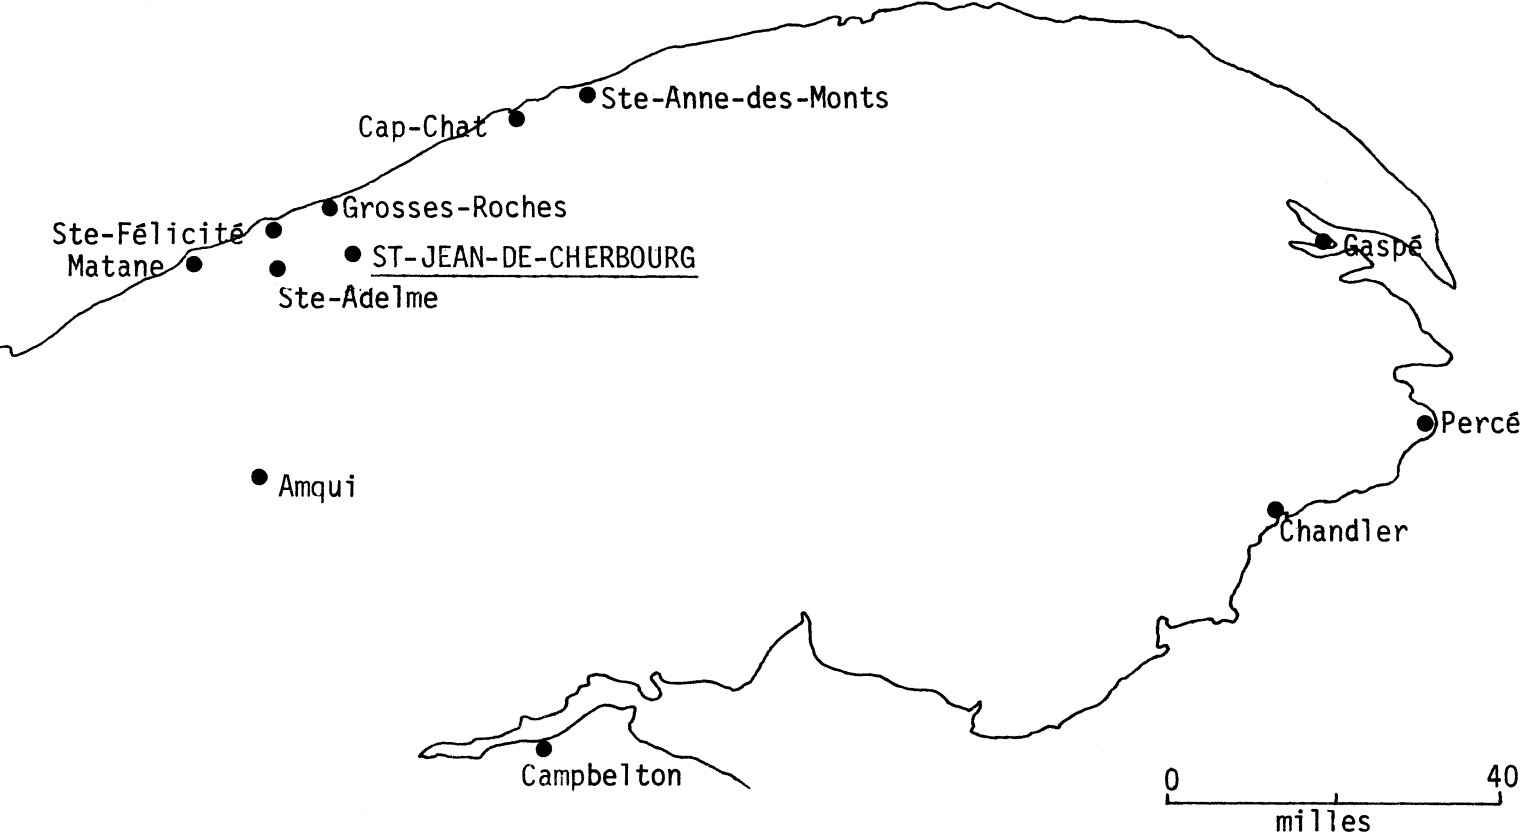 Ste-Anne-des-Monts
Cap-Chat
Grosses-Roches
Ste-Félicité
Gaspé
ST-JEAN-DE-CHERBOURG
Matane
Ste-Adelme
Percé
Amqui
Chandler
Campbelton
0 40
milles